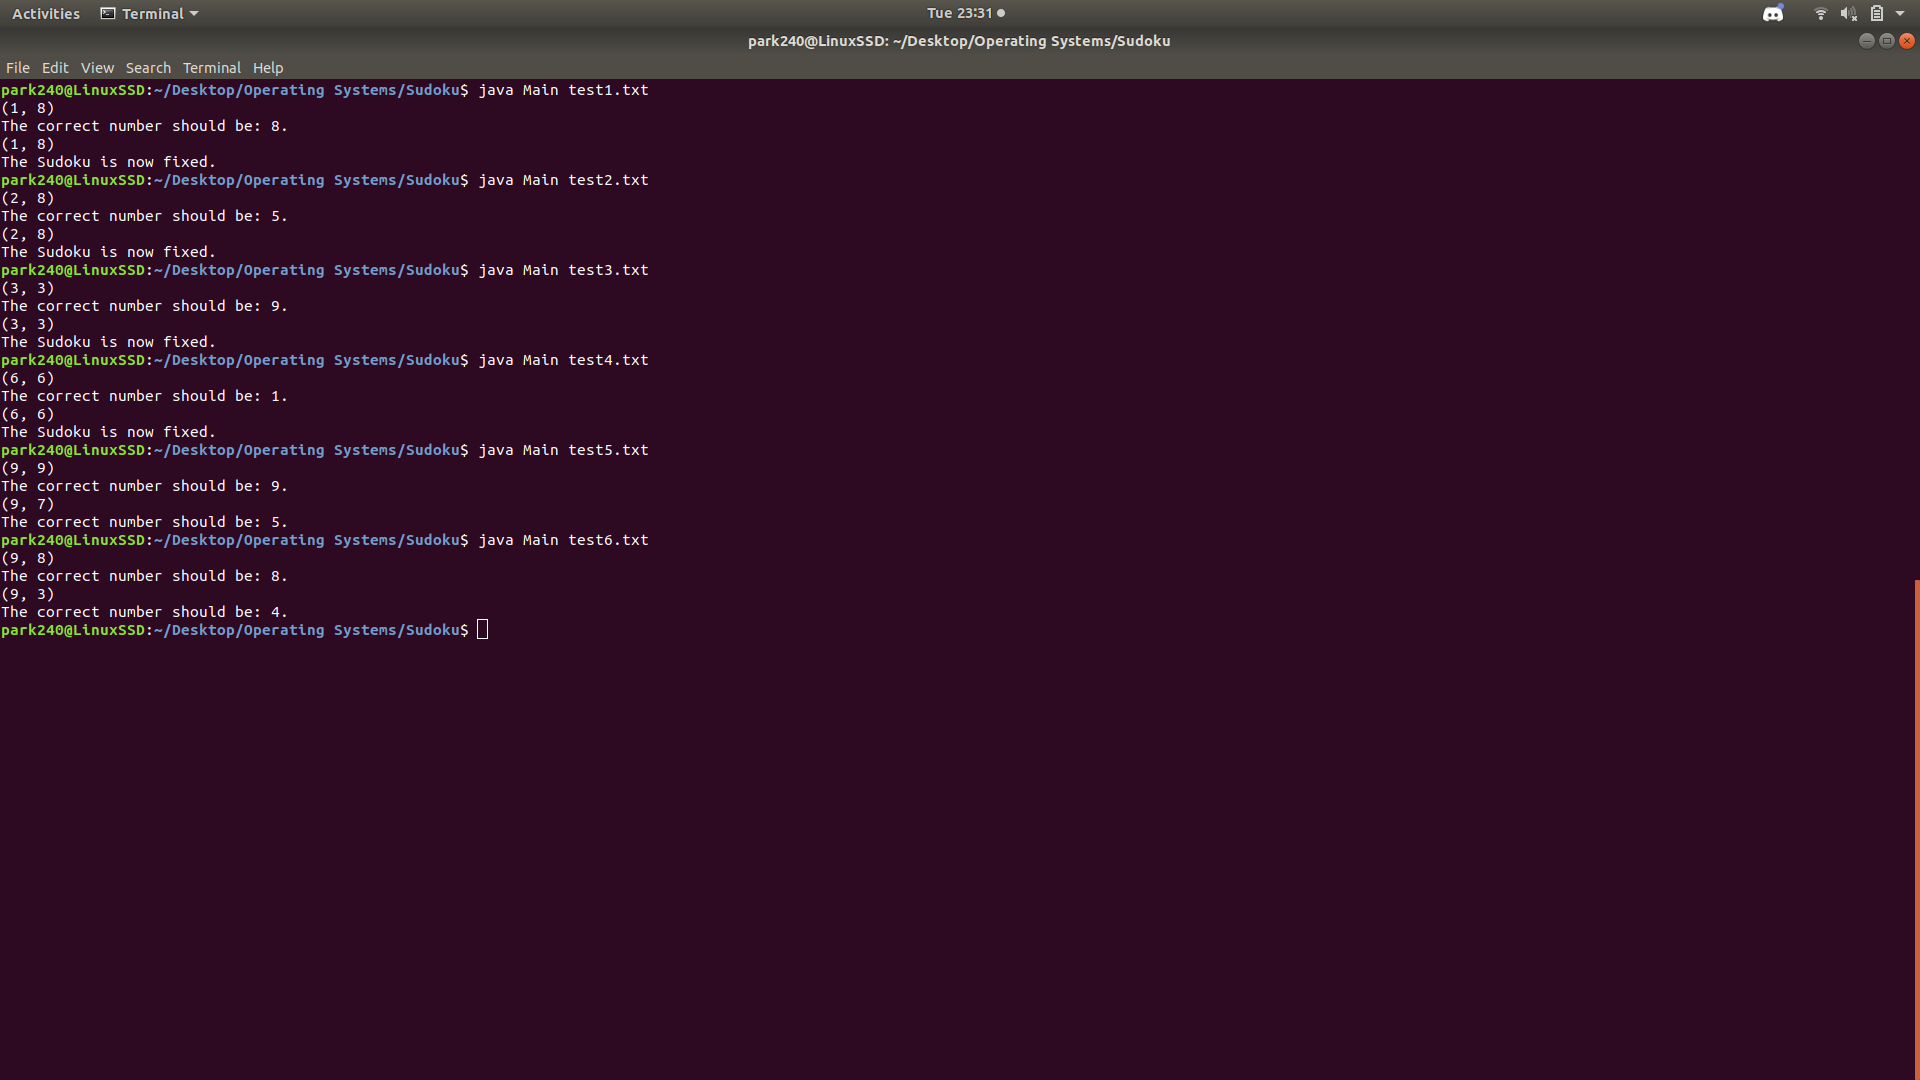 Activities Terminal Tue 23:31
park240@LinuxSSD: ~/Desktop/Operating Systems/Sudoku
File Edit View Search Terminal Help
park240@LinuxSSD:~/Desktop/Operating Systems/Sudoku$ java Main test1.txt
(1, 8)
The correct number should be: 8.
(1, 8)
The Sudoku is now fixed.
park240@LinuxSSD:~/Desktop/Operating Systems/Sudoku$ java Main test2.txt
(2, 8)
The correct number should be: 5.
(2, 8)
The Sudoku is now fixed.
park240@LinuxSSD:~/Desktop/Operating Systems/Sudoku$ java Main test3.txt
(3, 3)
The correct number should be: 9.
(3, 3)
The Sudoku is now fixed.
park240@LinuxSSD:~/Desktop/Operating Systems/Sudoku$ java Main test4.txt
(6, 6)
The correct number should be: 1.
(6, 6)
The Sudoku is now fixed.
park240@LinuxSSD:~/Desktop/Operating Systems/Sudoku$ java Main test5.txt
(9, 9)
The correct number should be: 9.
(9, 7)
The correct number should be: 5.
park240@LinuxSSD:~/Desktop/Operating Systems/Sudoku$ java Main test6.txt
(9, 8)
The correct number should be: 8.
(9, 3)
The correct number should be: 4.
park240@LinuxSSD:~/Desktop/Operating Systems/Sudoku$